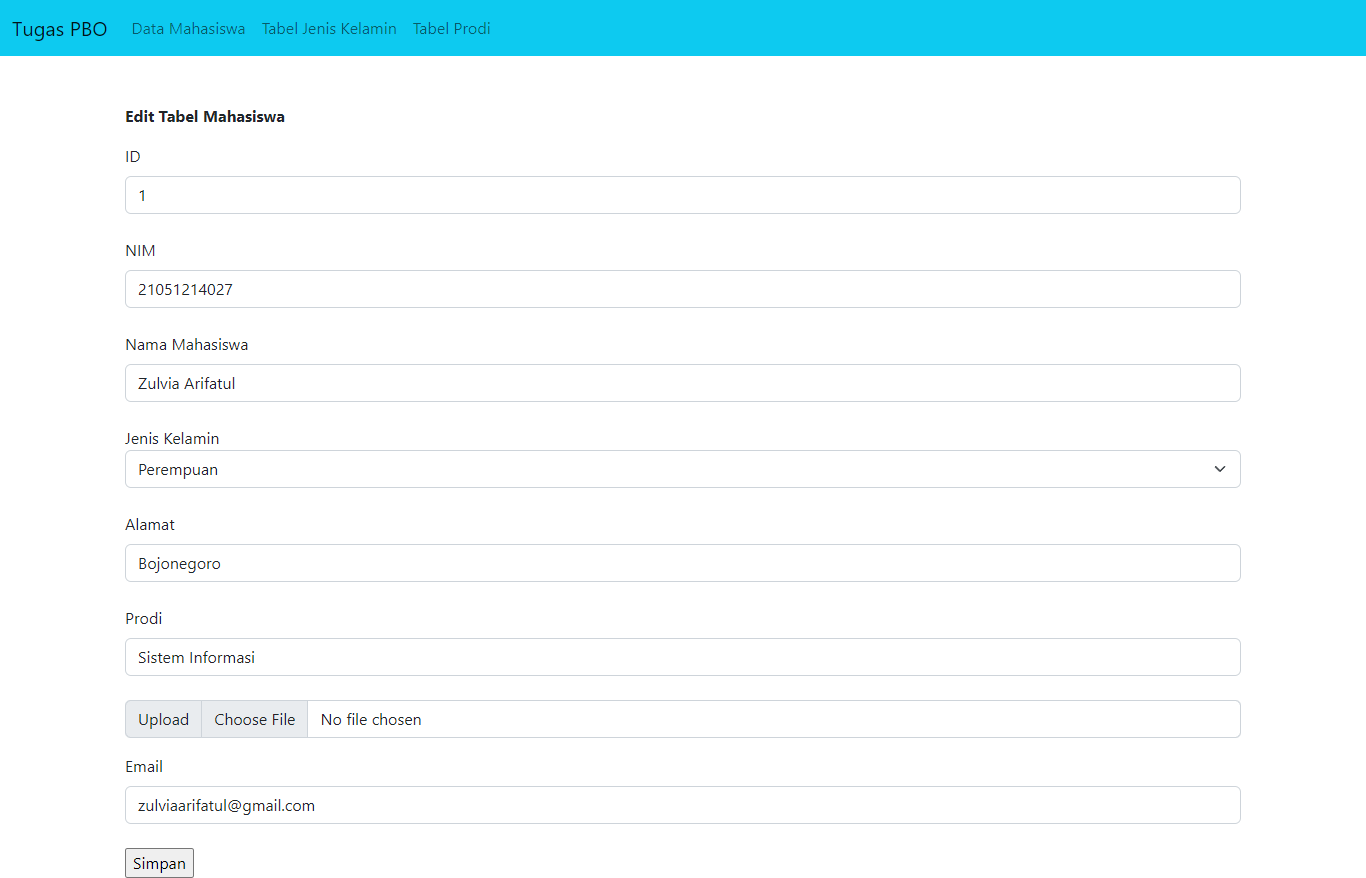 Tugas PBO Data Mahasiswa Tabel Jenis Kelamin Tabel Prodi
Edit Tabel Mahasiswa
ID
1
NIM
21051214027
Nama Mahasiswa
Zulvia Arifatul
Jenis Kelamin
Perempuan
Alamat
Bojonegoro
Prodi
Sistem Informasi
Upload Choose File No file chosen
Email
zulviaarifatul@gmail.com
Simpan